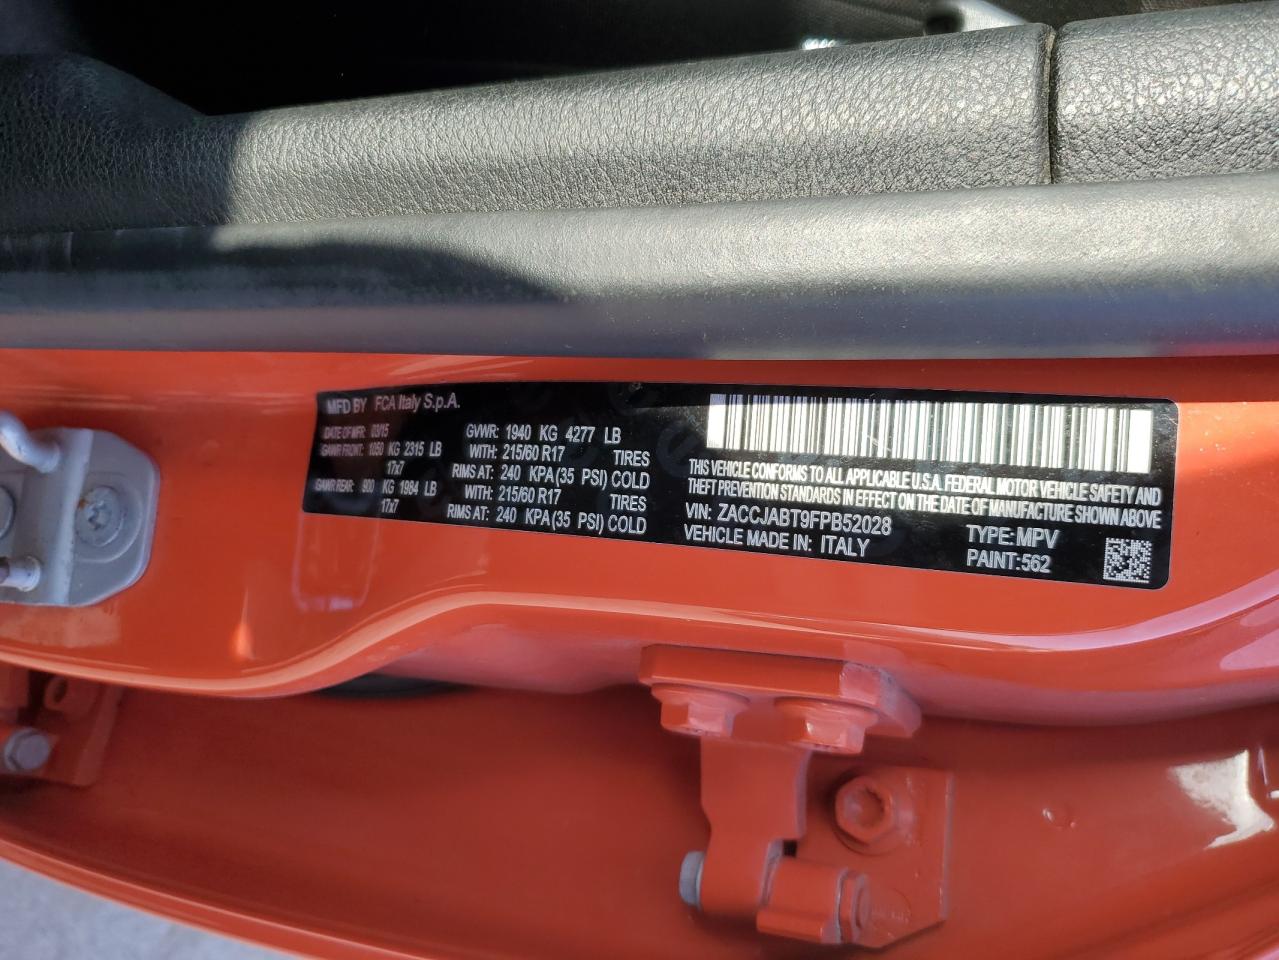 MFD BY FCA Italy S.p.A.
DATE OF MFR: 03/15 GVWR: 1940 KG 4277 LB
GAWR FRONT: 1050 KG 2315 LB WITH: 215/60 R17 TIRES
17x7 RIMS AT: 240 KPA(35 PSI) COLD
GAWR REAR: 900 KG 1984 LB WITH: 215/60 R17 TIRES
17x7 RIMS AT: 240 KPA(35 PSI) COLD
THIS VEHICLE CONFORMS TO ALL APPLICABLE U.S.A. FEDERAL MOTOR VEHICLE SAFETY AND
THEFT PREVENTION STANDARDS IN EFFECT ON THE DATE OF MANUFACTURE SHOWN ABOVE
VIN: ZACCJABT9FPB52028 TYPE:MPV
VEHICLE MADE IN: ITALY PAINT:562